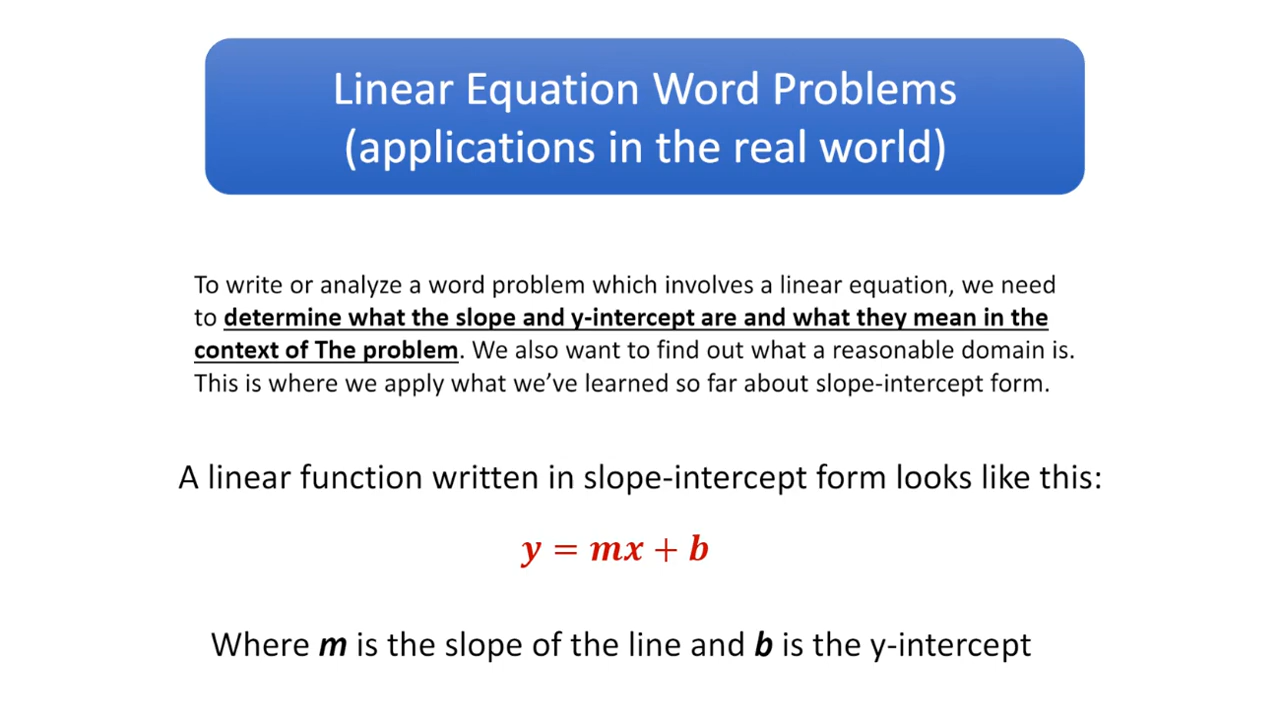 Linear Equation Word Problems
(applications in the real world)
To write or analyze a word problem which involves a linear equation, we need
to determine what the slope and y-intercept are and what they mean in the
context of The problem. We also want to find out what a reasonable domain is.
This is where we apply what we’ve learned so far about slope-intercept form.
A linear function written in slope-intercept form looks like this:
y = mx + b
Where m is the slope of the line and b is the y-intercept